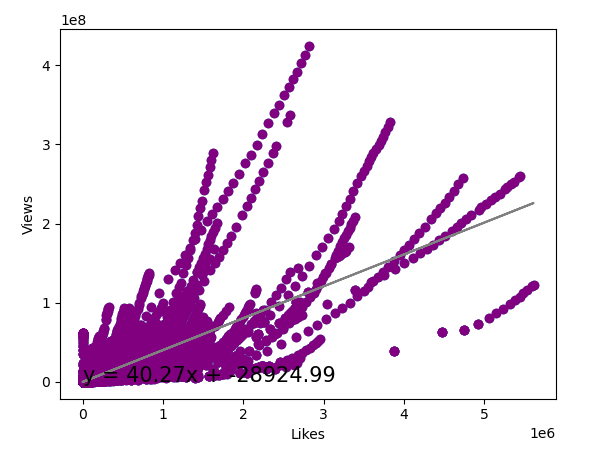 1e8
4
3
2
1
0
Views
y = 40.27x + -28924.99
0 1 2 3 4 5
Likes
1e6